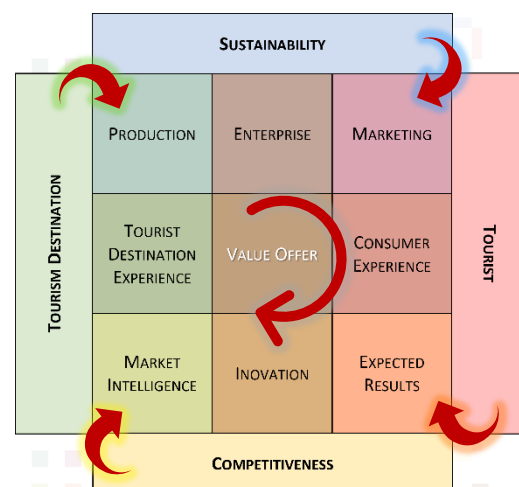 SUSTAINABILITY
TOURISM DESTINATION
PRODUCTION
ENTERPRISE
MARKETING
TOURIST
DESTINATION
EXPERIENCE
VALUE OFFER
CONSUMER
EXPERIENCE
TOURIST
MARKET
INTELLIGENCE
INOVATION
EXPECTED
RESULTS
COMPETITIVENESS